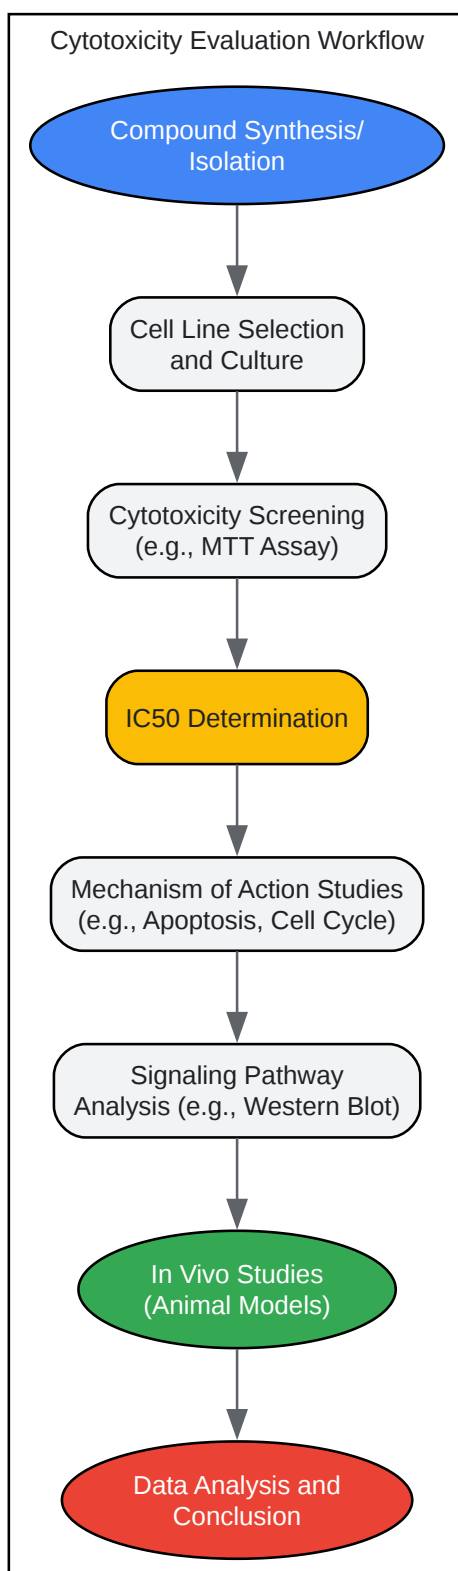 Cytotoxicity Evaluation Workflow
Compound Synthesis/
Isolation
Cell Line Selection
and Culture
Cytotoxicity Screening
(e.g., MTT Assay)
IC50 Determination
Mechanism of Action Studies
(e.g., Apoptosis, Cell Cycle)
Signaling Pathway
Analysis (e.g., Western Blot)
In Vivo Studies
(Animal Models)
Data Analysis and
Conclusion